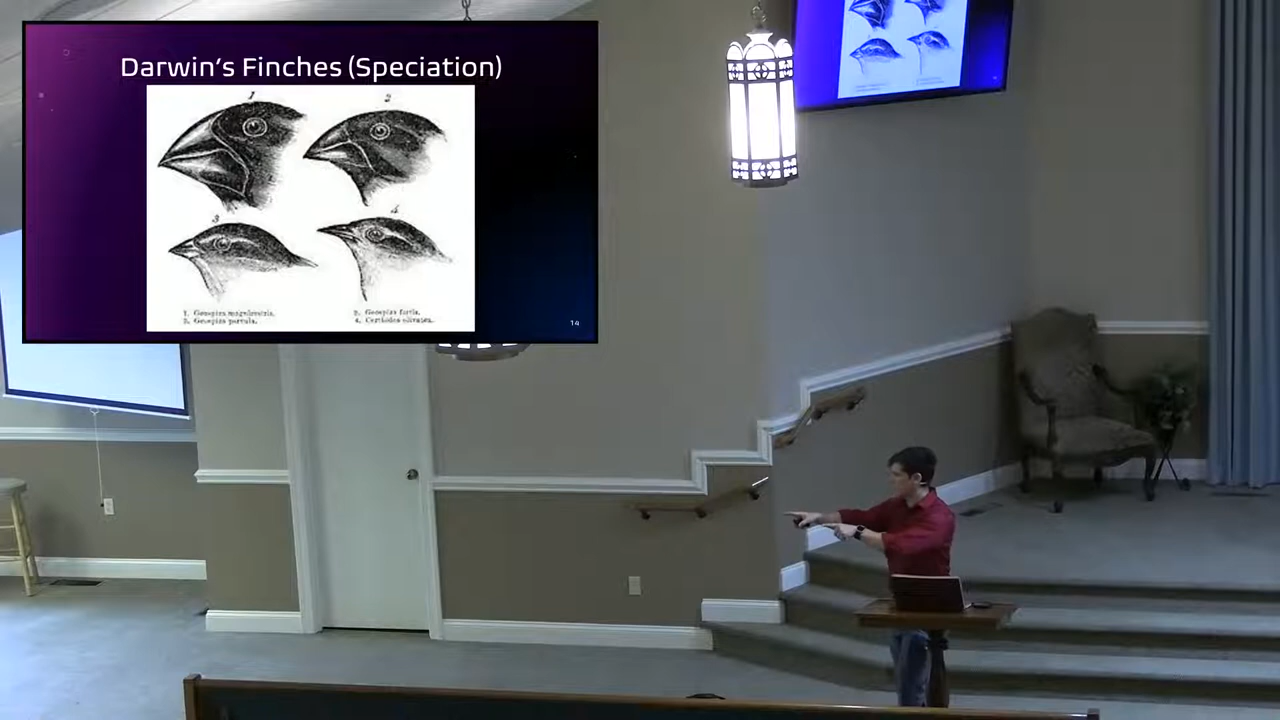 Darwin's Finches (Speciation)
1 2
3 4
1. Geospiza magnirostris. 2. Geospiza fortis.
3. Geospiza parvula. 4. Certhidea olivacea.
14